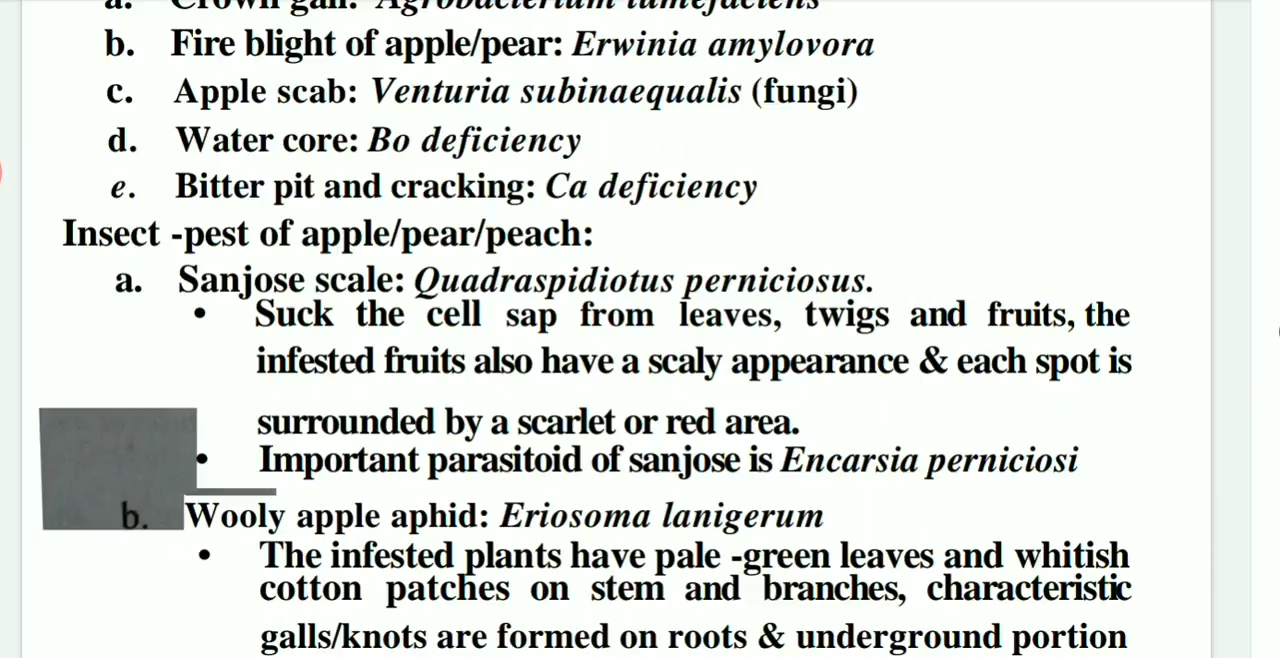 a. Crown gall: Agrobacterium tumefaciens
b. Fire blight of apple/pear: Erwinia amylovora
c. Apple scab: Venturia subinaequalis (fungi)
d. Water core: Bo deficiency
e. Bitter pit and cracking: Ca deficiency
Insect -pest of apple/pear/peach:
a. Sanjose scale: Quadraspidiotus perniciosus.
• Suck the cell sap from leaves, twigs and fruits, the
infested fruits also have a scaly appearance & each spot is
surrounded by a scarlet or red area.
• Important parasitoid of sanjose is Encarsia perniciosi
b. Wooly apple aphid: Eriosoma lanigerum
• The infested plants have pale -green leaves and whitish
cotton patches on stem and branches, characteristic
galls/knots are formed on roots & underground portion